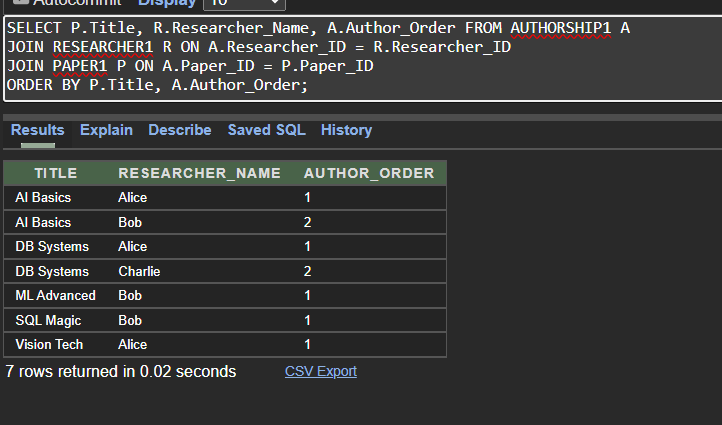 Autocommit Display 10
SELECT P.Title, R.Researcher_Name, A.Author_Order FROM AUTHORSHIP1 A
JOIN RESEARCHER1 R ON A.Researcher_ID = R.Researcher_ID
JOIN PAPER1 P ON A.Paper_ID = P.Paper_ID
ORDER BY P.Title, A.Author_Order;
Results Explain Describe Saved SQL History
TITLE RESEARCHER_NAME AUTHOR_ORDER
AI Basics Alice 1
AI Basics Bob 2
DB Systems Alice 1
DB Systems Charlie 2
ML Advanced Bob 1
SQL Magic Bob 1
Vision Tech Alice 1
7 rows returned in 0.02 seconds CSV Export